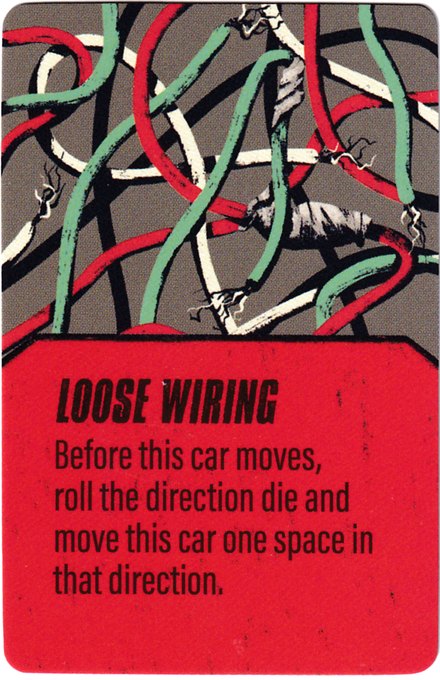 LOOSE WIRING
Before this car moves,
roll the direction die and
move this car one space in
that direction.